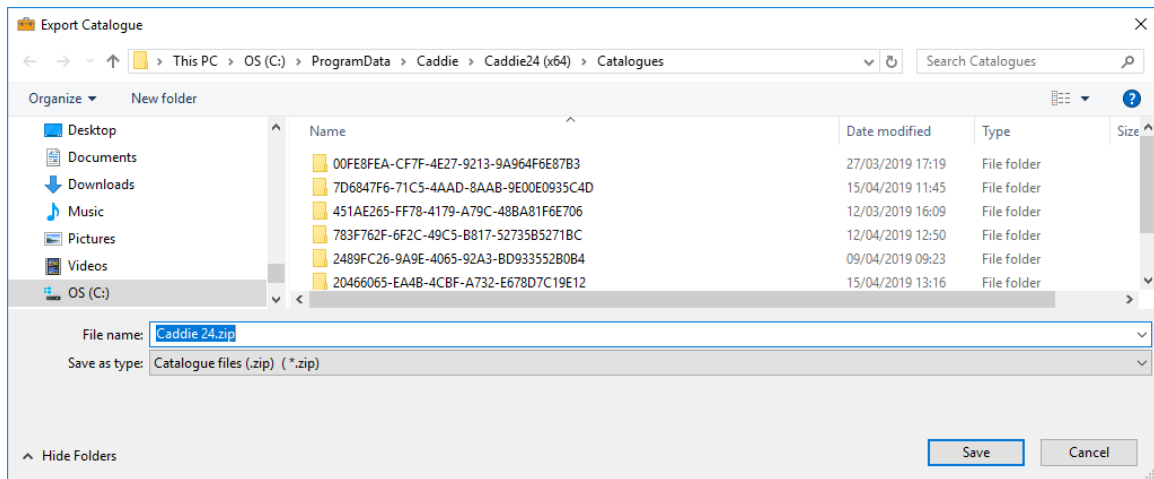 Export Catalogue
This PC > OS (C:) > ProgramData > Caddie > Caddie24 (x64) > Catalogues
Search Catalogues
Organize New folder
Name Date modified Type Size
Desktop
Documents
Downloads
Music
Pictures
Videos
OS (C:)
00FE8FEA-CF7F-4E27-9213-9A964F6E87B3 27/03/2019 17:19 File folder
7D6847F6-71C5-4AAD-8AAB-9E00E0935C4D 15/04/2019 11:45 File folder
451AE265-FF78-4179-A79C-48BA81F6E706 12/03/2019 16:09 File folder
783F762F-6F2C-49C5-B817-52735B5271BC 12/04/2019 12:50 File folder
2489FC26-9A9E-4065-92A3-BD933552B0B4 09/04/2019 09:23 File folder
20466065-EA4B-4CBF-A732-E678D7C19E12 15/04/2019 13:16 File folder
File name: Caddie 24.zip
Save as type: Catalogue files (.zip) (*.zip)
Hide Folders
Save Cancel